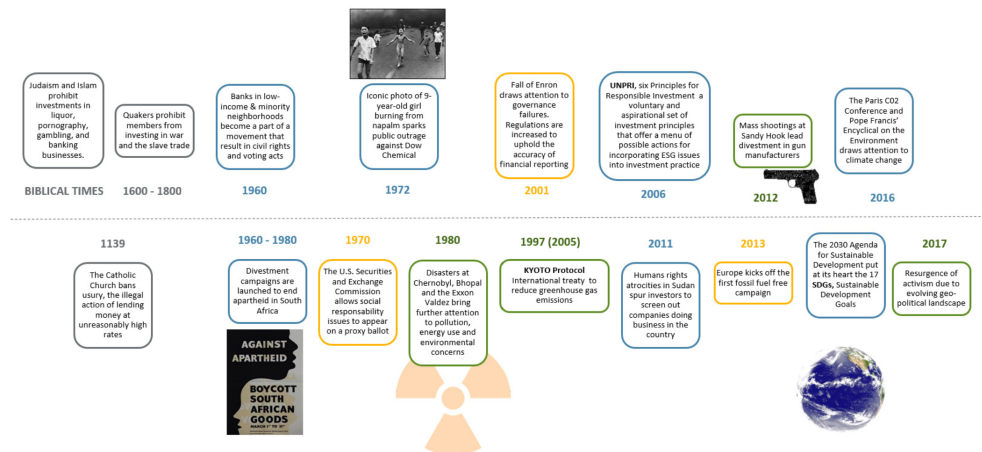 Judaism and Islam
prohibit
investments in
liquor,
pornography,
gambling, and
banking
businesses.
BIBLICAL TIMES
Quakers prohibit
members from
investing in war
and the slave trade
1600 - 1800
Banks in low-
income & minority
neighborhoods
become a part of a
movement that
result in civil rights
and voting acts
1960
Iconic photo of 9-
year-old girl
burning from
napalm sparks
public outrage
against Dow
Chemical
1972
Fall of Enron
draws attention to
governance
failures.
Regulations are
increased to
uphold the
accuracy of
financial reporting
2001
UNPRI, six Principles for
Responsible Investment a
voluntary and
aspirational set of
investment principles
that offer a menu of
possible actions for
incorporating ESG issues
into investment practice
2006
Mass shootings at
Sandy Hook lead
divestment in gun
manufacturers
2012
The Paris C02
Conference and
Pope Francis'
Encyclical on the
Environment
draws attention to
climate change
2016
1139
The Catholic
Church bans
usury, the illegal
action of lending
money at
unreasonably high
rates
1960 - 1980
Divestment
campaigns are
launched to end
apartheid in South
Africa
AGAINST
APARTHEID
BOYCOTT
SOUTH
AFRICAN
GOODS
1970
The U.S. Securities
and Exchange
Commission
allows social
responsibility
issues to appear
on a proxy ballot
1980
Disasters at
Chernobyl, Bhopal
and the Exxon
Valdez bring
further attention
to pollution,
energy use and
environmental
concerns
1997 (2005)
KYOTO Protocol
International treaty to
reduce greenhouse gas
emissions
2011
Humans rights
atrocities in Sudan
spur investors to
screen out
companies doing
business in the
country
2013
Europe kicks off the
first fossil fuel free
campaign
The 2030 Agenda
for Sustainable
Development put
at its heart the 17
SDGs, Sustainable
Development
Goals
2017
Resurgence of
activism due to
evolving geo-
political landscape